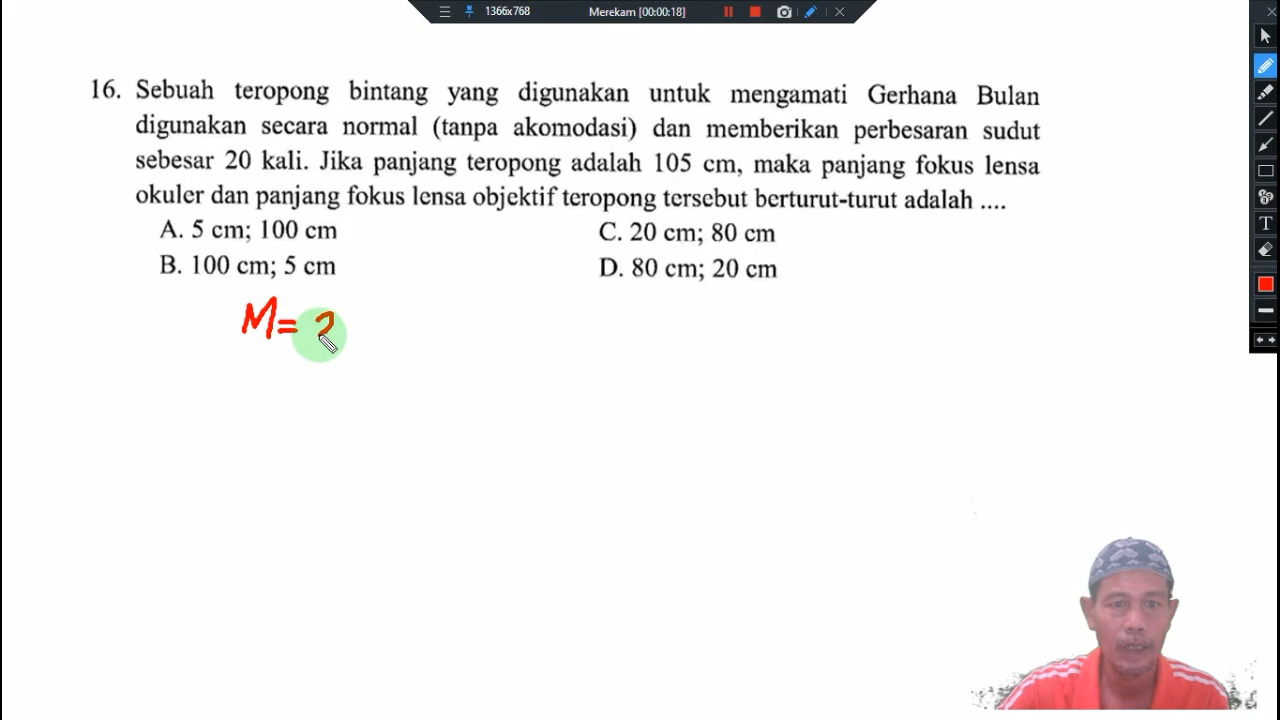 1366x768 Merekam [00:00:18]
16. Sebuah teropong bintang yang digunakan untuk mengamati Gerhana Bulan
digunakan secara normal (tanpa akomodasi) dan memberikan perbesaran sudut
sebesar 20 kali. Jika panjang teropong adalah 105 cm, maka panjang fokus lensa
okuler dan panjang fokus lensa objektif teropong tersebut berturut-turut adalah ....
A. 5 cm; 100 cm C. 20 cm; 80 cm
B. 100 cm; 5 cm D. 80 cm; 20 cm
M= 2
T